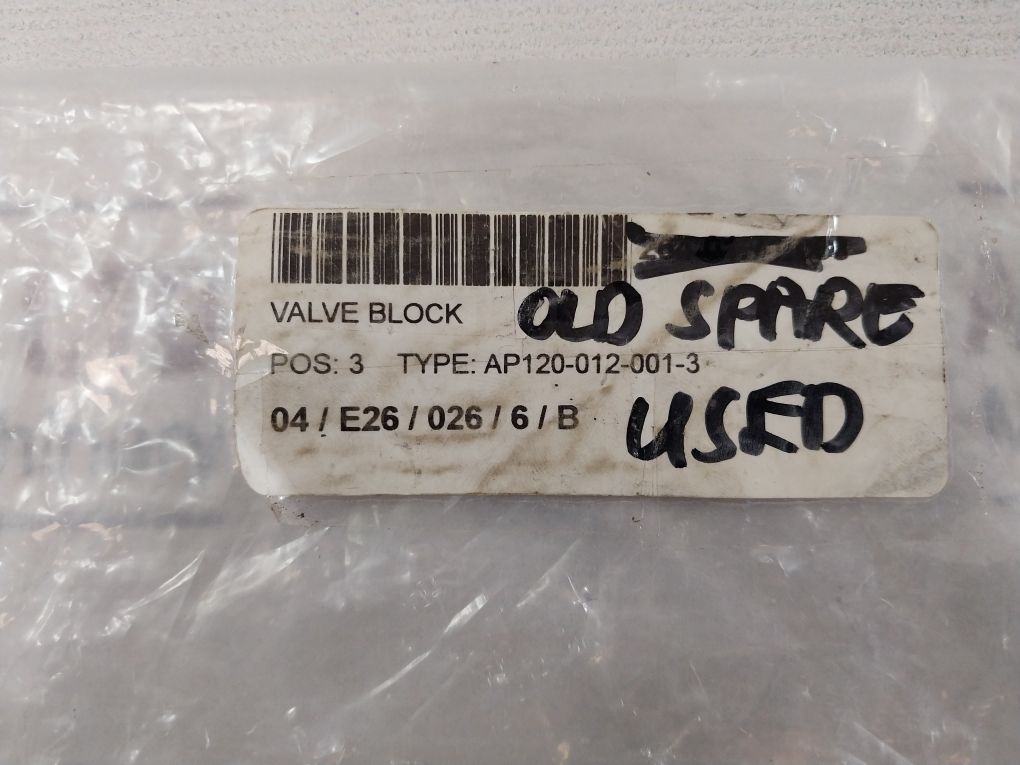 VALVE BLOCK OLD SPARE
POS: 3 TYPE: AP120-012-001-3
04 / E26 / 026 / 6 / B USED